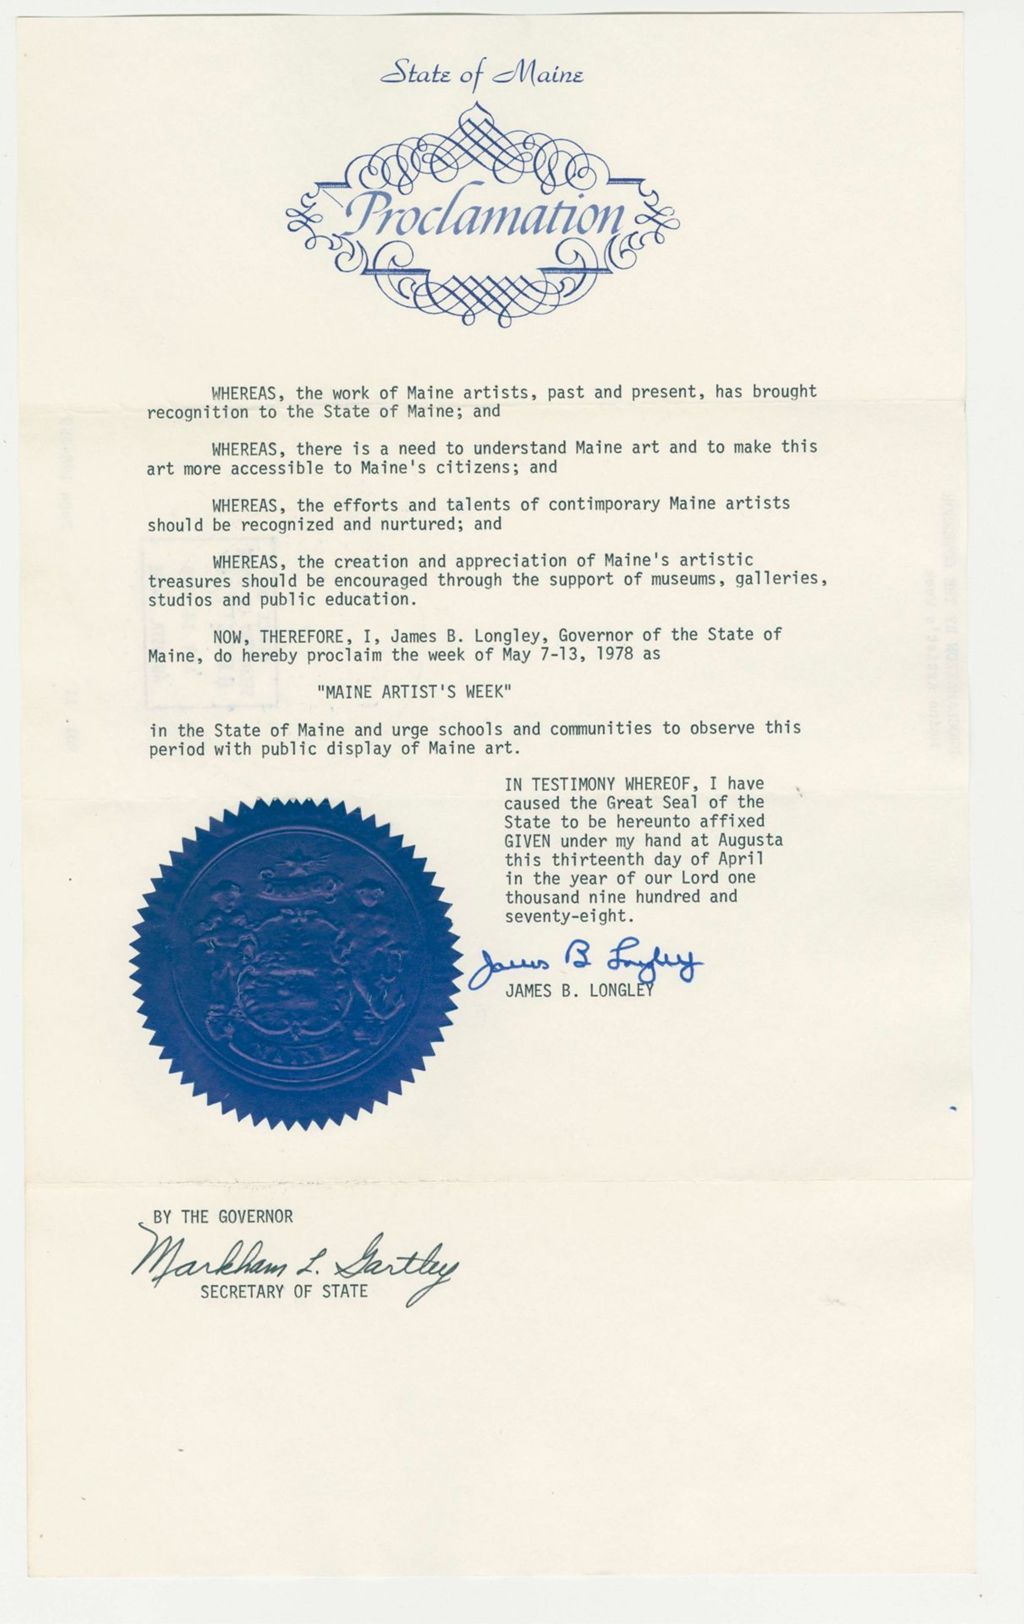 State of Maine
Proclamation
WHEREAS, the work of Maine artists, past and present, has brought
recognition to the State of Maine; and
WHEREAS, there is a need to understand Maine art and to make this
art more accessible to Maine's citizens; and
WHEREAS, the efforts and talents of contimporary Maine artists
should be recognized and nurtured; and
WHEREAS, the creation and appreciation of Maine's artistic
treasures should be encouraged through the support of museums, galleries,
studios and public education.
NOW, THEREFORE, I, James B. Longley, Governor of the State of
Maine, do hereby proclaim the week of May 7-13, 1978 as
"MAINE ARTIST'S WEEK"
in the State of Maine and urge schools and communities to observe this
period with public display of Maine art.
IN TESTIMONY WHEREOF, I have
caused the Great Seal of the
State to be hereunto affixed
GIVEN under my hand at Augusta
this thirteenth day of April
in the year of our Lord one
thousand nine hundred and
seventy-eight.
James B Longley
JAMES B. LONGLEY
MAINE
BY THE GOVERNOR
Markham L. Gartley
SECRETARY OF STATE